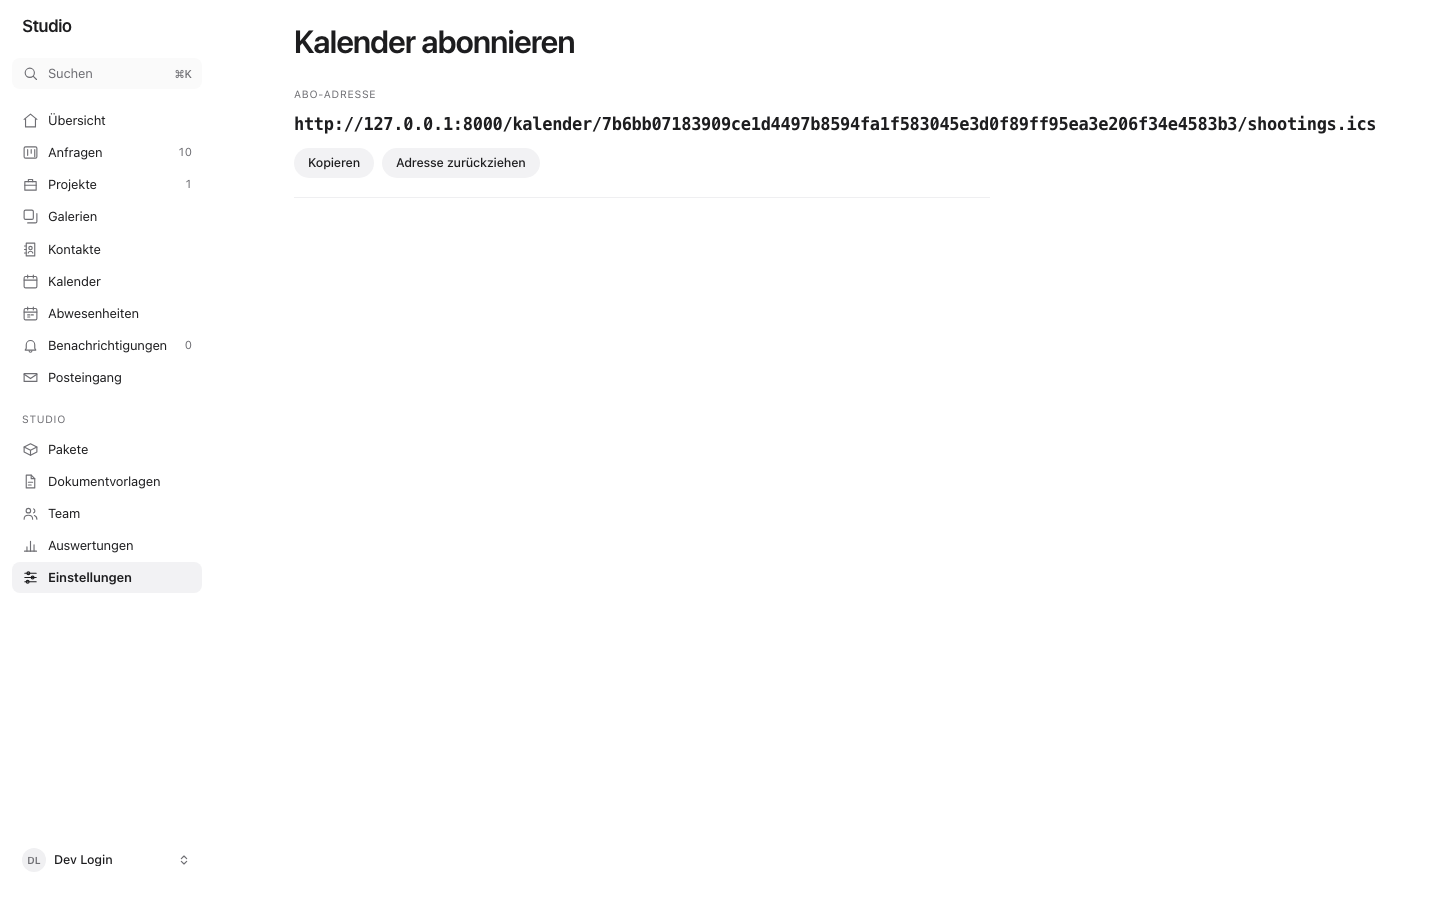 Studio
Suchen ⌘K
Übersicht
Anfragen 10
Projekte 1
Galerien
Kontakte
Kalender
Abwesenheiten
Benachrichtigungen 0
Posteingang
STUDIO
Pakete
Dokumentvorlagen
Team
Auswertungen
Einstellungen
DL Dev Login
Kalender abonnieren
ABO-ADRESSE
http://127.0.0.1:8000/kalender/7b6bb07183909ce1d4497b8594fa1f583045e3d0f89ff95ea3e206f34e4583b3/shootings.ics
Kopieren Adresse zurückziehen